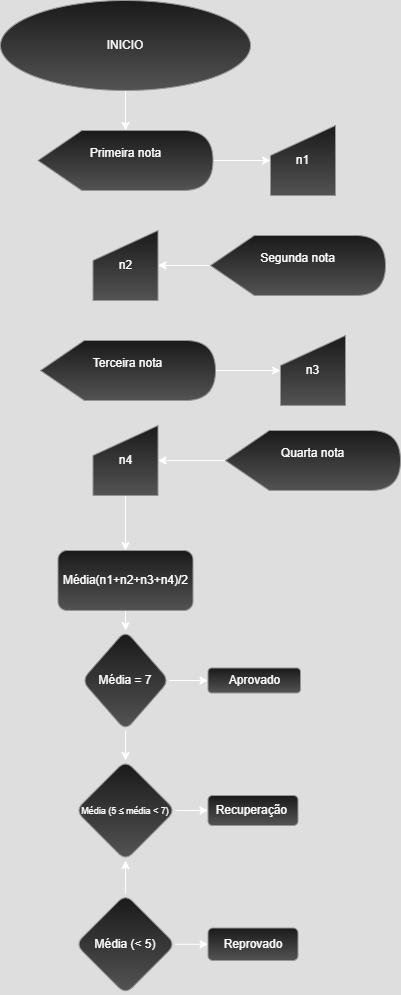 INICIO
Primeira nota
n1
n2
Segunda nota
Terceira nota
n3
n4
Quarta nota
Média(n1+n2+n3+n4)/2
Média = 7
Aprovado
Média (5 ≤ média < 7)
Recuperação
Média (< 5)
Reprovado